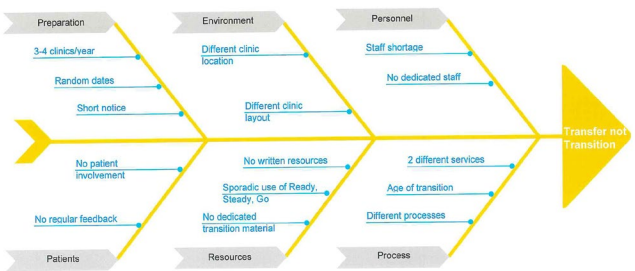 Preparation
Environment
Personnel
3-4 clinics/year
Random dates
Short notice
Different clinic
location
Different clinic
layout
Staff shortage
No dedicated staff
Transfer not
Transition
No patient
involvement
No regular feedback
No written resources
Sporadic use of Ready,
Steady, Go
No dedicated
transition material
2 different services
Age of transition
Different processes
Patients
Resources
Process